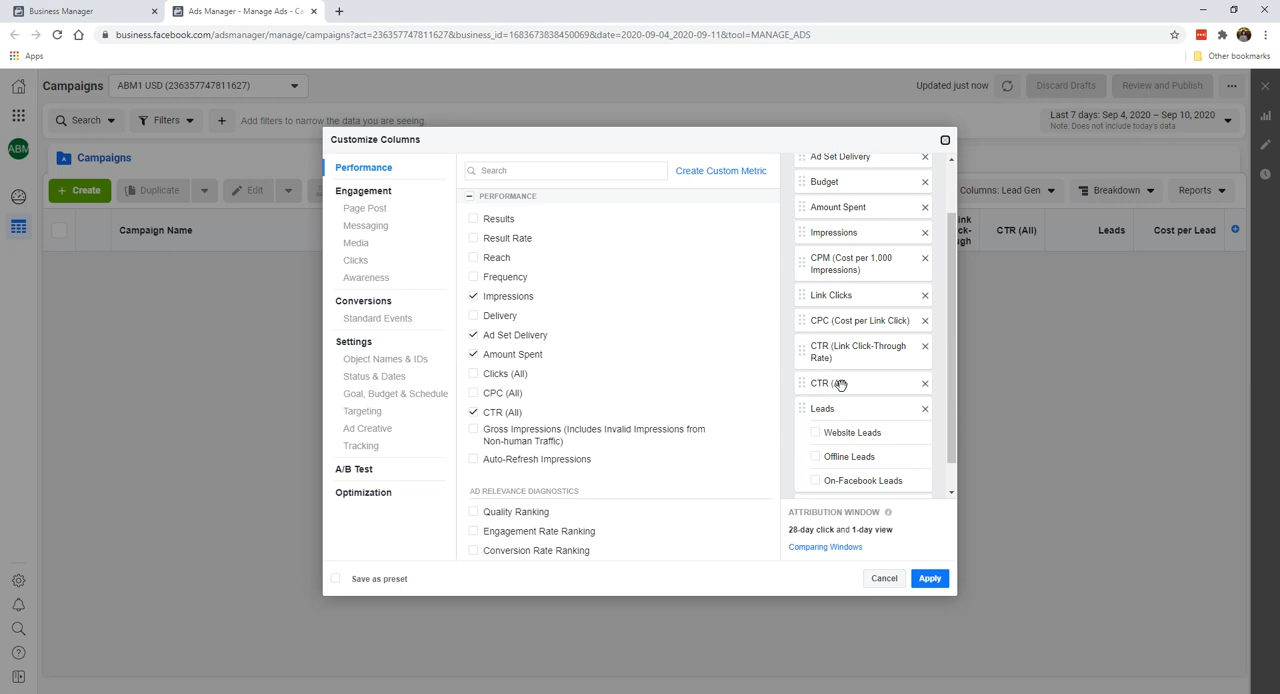 Business Manager
Ads Manager - Manage Ads - Ca
business.facebook.com/adsmanager/manage/campaigns?act=236357747811627&business_id=1683673838450069&date=2020-09-04_2020-09-11&tool=MANAGE_ADS
Apps
Other bookmarks
Campaigns
ABM1 USD (236357747811627)
Updated just now
Discard Drafts
Review and Publish
Search
Filters
Add filters to narrow the data you are seeing
Last 7 days: Sep 4, 2020 – Sep 10, 2020
Note: Does not include today's data
ABM
Campaigns
Create
Duplicate
Edit
Columns: Lead Gen
Breakdown
Reports
Campaign Name
CTR (All)
Leads
Cost per Lead
Customize Columns
Performance
Engagement
Page Post
Messaging
Media
Clicks
Awareness
Conversions
Standard Events
Settings
Object Names & IDs
Status & Dates
Goal, Budget & Schedule
Targeting
Ad Creative
Tracking
A/B Test
Optimization
Search
Create Custom Metric
PERFORMANCE
Results
Result Rate
Reach
Frequency
Impressions
Delivery
Ad Set Delivery
Amount Spent
Clicks (All)
CPC (All)
CTR (All)
Gross Impressions (Includes Invalid Impressions from
Non-human Traffic)
Auto-Refresh Impressions
AD RELEVANCE DIAGNOSTICS
Quality Ranking
Engagement Rate Ranking
Conversion Rate Ranking
Ad Set Delivery
Budget
Amount Spent
Impressions
CPM (Cost per 1,000
Impressions)
Link Clicks
CPC (Cost per Link Click)
CTR (Link Click-Through
Rate)
CTR (All)
Leads
Website Leads
Offline Leads
On-Facebook Leads
ATTRIBUTION WINDOW
28-day click and 1-day view
Comparing Windows
Save as preset
Cancel
Apply